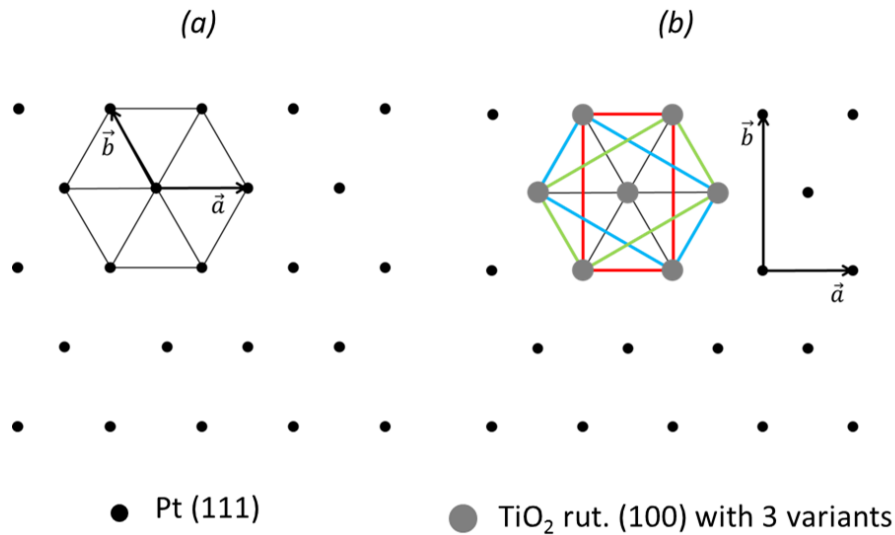 (a) (b)
b⃗ a⃗ b⃗ a⃗
Pt (111) TiO₂ rut. (100) with 3 variants